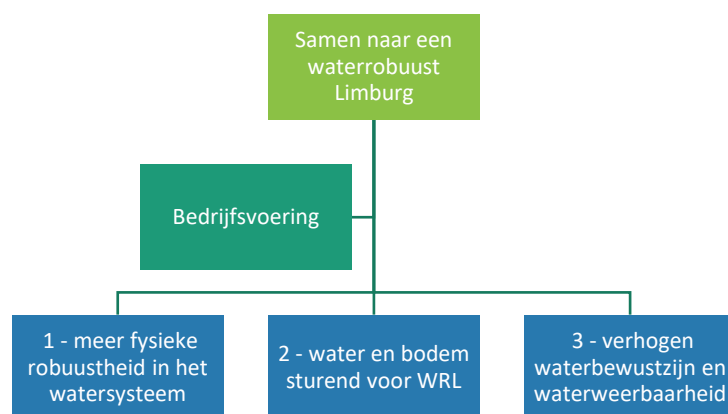 Samen naar een
waterrobuust
Limburg
Bedrijfsvoering
1 - meer fysieke
robuustheid in het
watersysteem
2 - water en bodem
sturend voor WRL
3 - verhogen
waterbewustzijn en
waterweerbaarheid